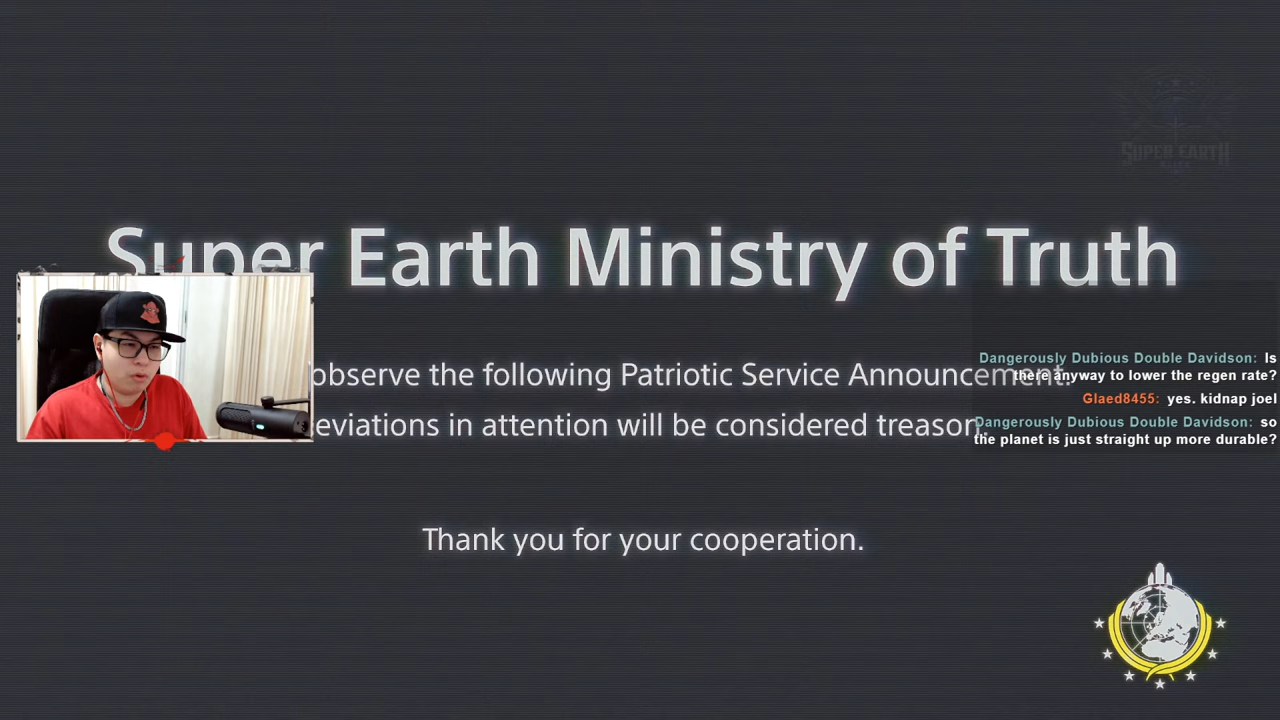 Super Earth Ministry of Truth
observe the following Patriotic Service Announcement.
eviations in attention will be considered treason.
Thank you for your cooperation.
SUPER EARTH
Dangerously Dubious Double Davidson: Is
there anyway to lower the regen rate?
Glaed8455: yes. kidnap joel
Dangerously Dubious Double Davidson: so
the planet is just straight up more durable?